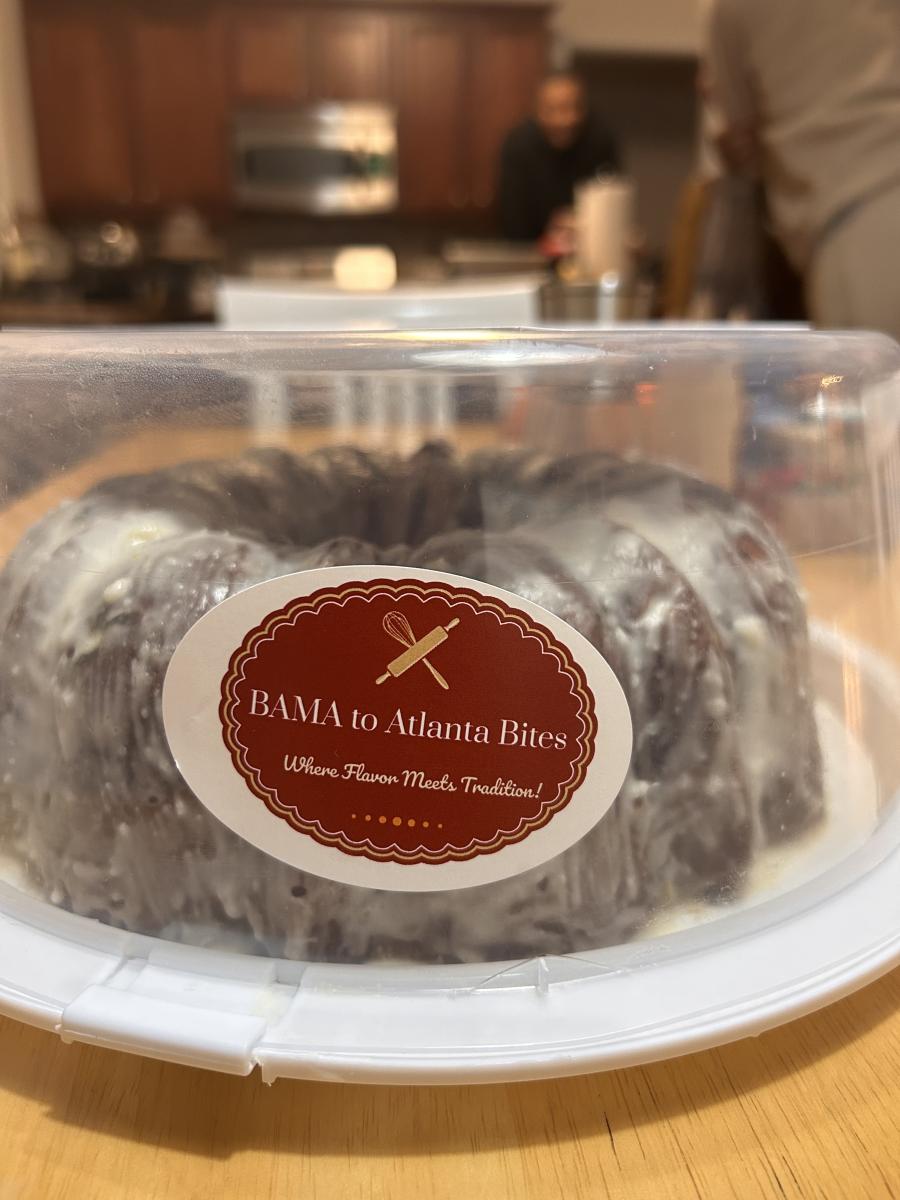 BAMA to Atlanta Bites
Where Flavor Meets Tradition!